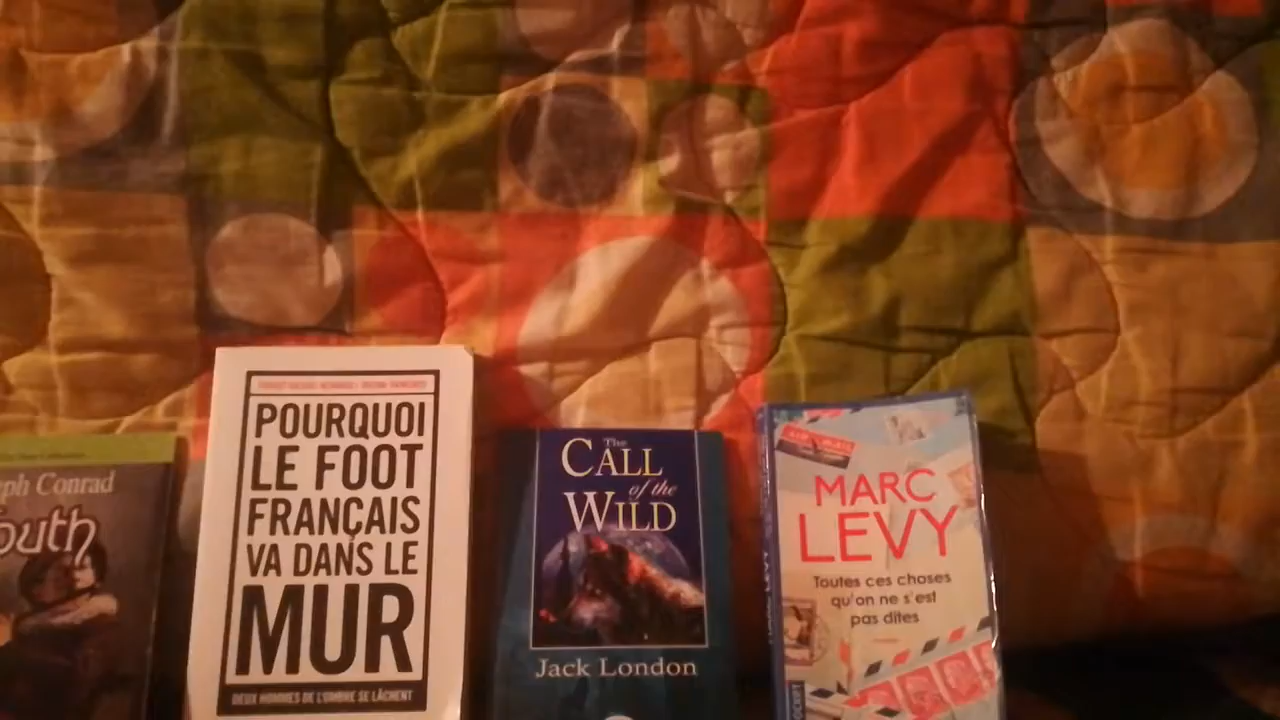 ph Conrad
outh
POURQUOI
LE FOOT
FRANÇAIS
VA DANS LE
MUR
DEUX HOMMES DE L'OMBRE SE LÂCHENT
The
CALL
of the
WILD
Jack London
MARC
LEVY
Toutes ces choses
qu'on ne s'est
pas dites